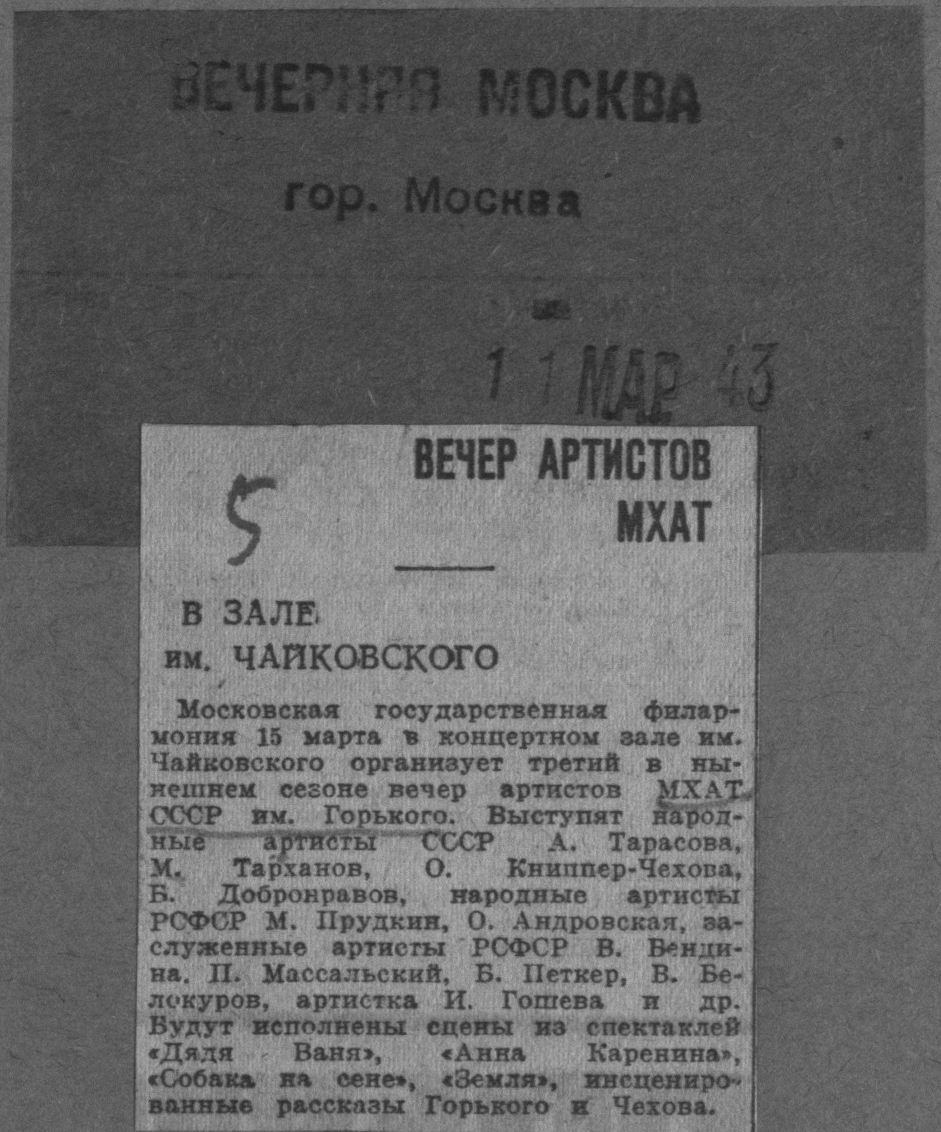 ВЕЧЕРНЯЯ МОСКВА
гор. Москва
11 МАР 43
5
ВЕЧЕР АРТИСТОВ
МХАТ
В ЗАЛЕ
им. ЧАЙКОВСКОГО
Московская государственная филар-
мония 15 марта в концертном зале им.
Чайковского организует третий в ны-
нешнем сезоне вечер артистов МХАТ
СССР им. Горького. Выступят народ-
ные артисты СССР А. Тарасова,
М. Тарханов, О. Книппер-Чехова,
Б. Добронравов, народные артисты
РСФСР М. Прудкин, О. Андровская, за-
служенные артисты РСФСР В. Бенди-
на, П. Массальский, Б. Петкер, В. Бе-
локуров, артистка И. Гошева и др.
Будут исполнены сцены из спектаклей
«Дядя Ваня», «Анна Каренина»,
«Собака на сене», «Земля», инсцениро-
ванные рассказы Горького и Чехова.